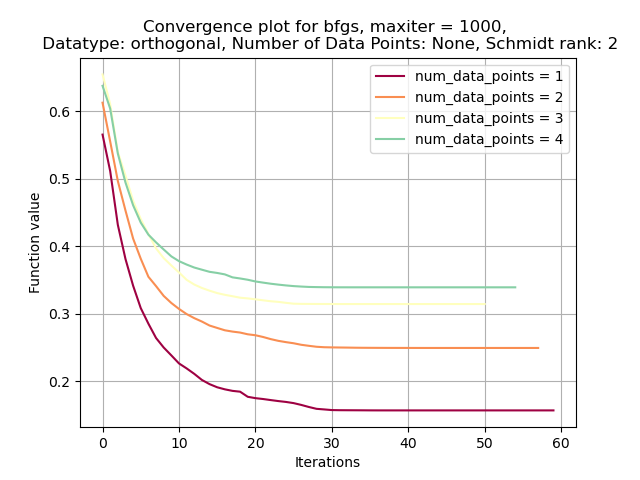 Convergence plot for bfgs, maxiter = 1000,
Datatype: orthogonal, Number of Data Points: None, Schmidt rank: 2
num_data_points = 1
num_data_points = 2
num_data_points = 3
num_data_points = 4
Function value
0.6
0.5
0.4
0.3
0.2
0 10 20 30 40 50 60
Iterations